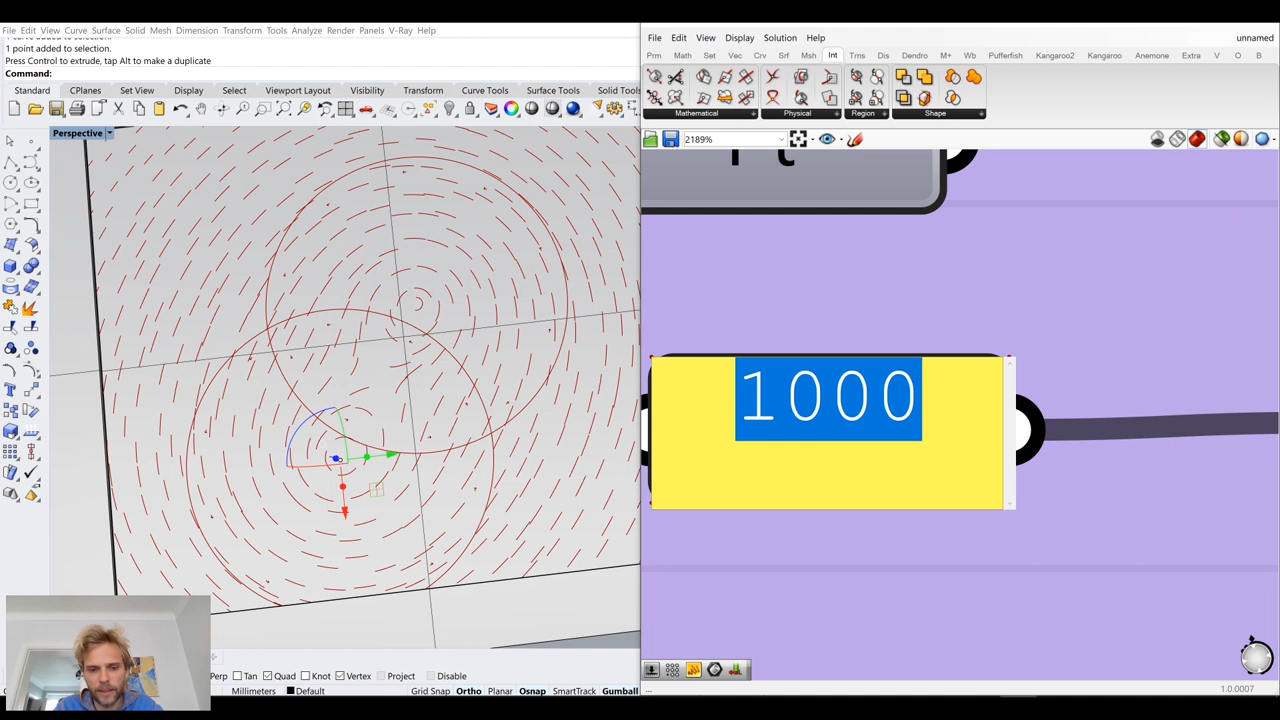 File Edit View Curve Surface Solid Mesh Dimension Transform Tools Analyze Render Panels V-Ray Help
1 point added to selection.
Press Control to extrude, tap Alt to make a duplicate
Command:
Standard CPlanes Set View Display Select Viewport Layout Visibility Transform Curve Tools Surface Tools Solid Tools
Perspective
Perp Tan Quad Knot Vertex Project Disable
Millimeters Default Grid Snap Ortho Planar Osnap SmartTrack Gumball
File Edit View Display Solution Help unnamed
Prm Math Set Vec Crv Srf Msh Int Trns Dis Dendro M+ Wb Pufferfish Kangaroo2 Kangaroo Anemone Extra V O B
Mathematical Physical Region Shape
2189%
1000
... 1.0.0007